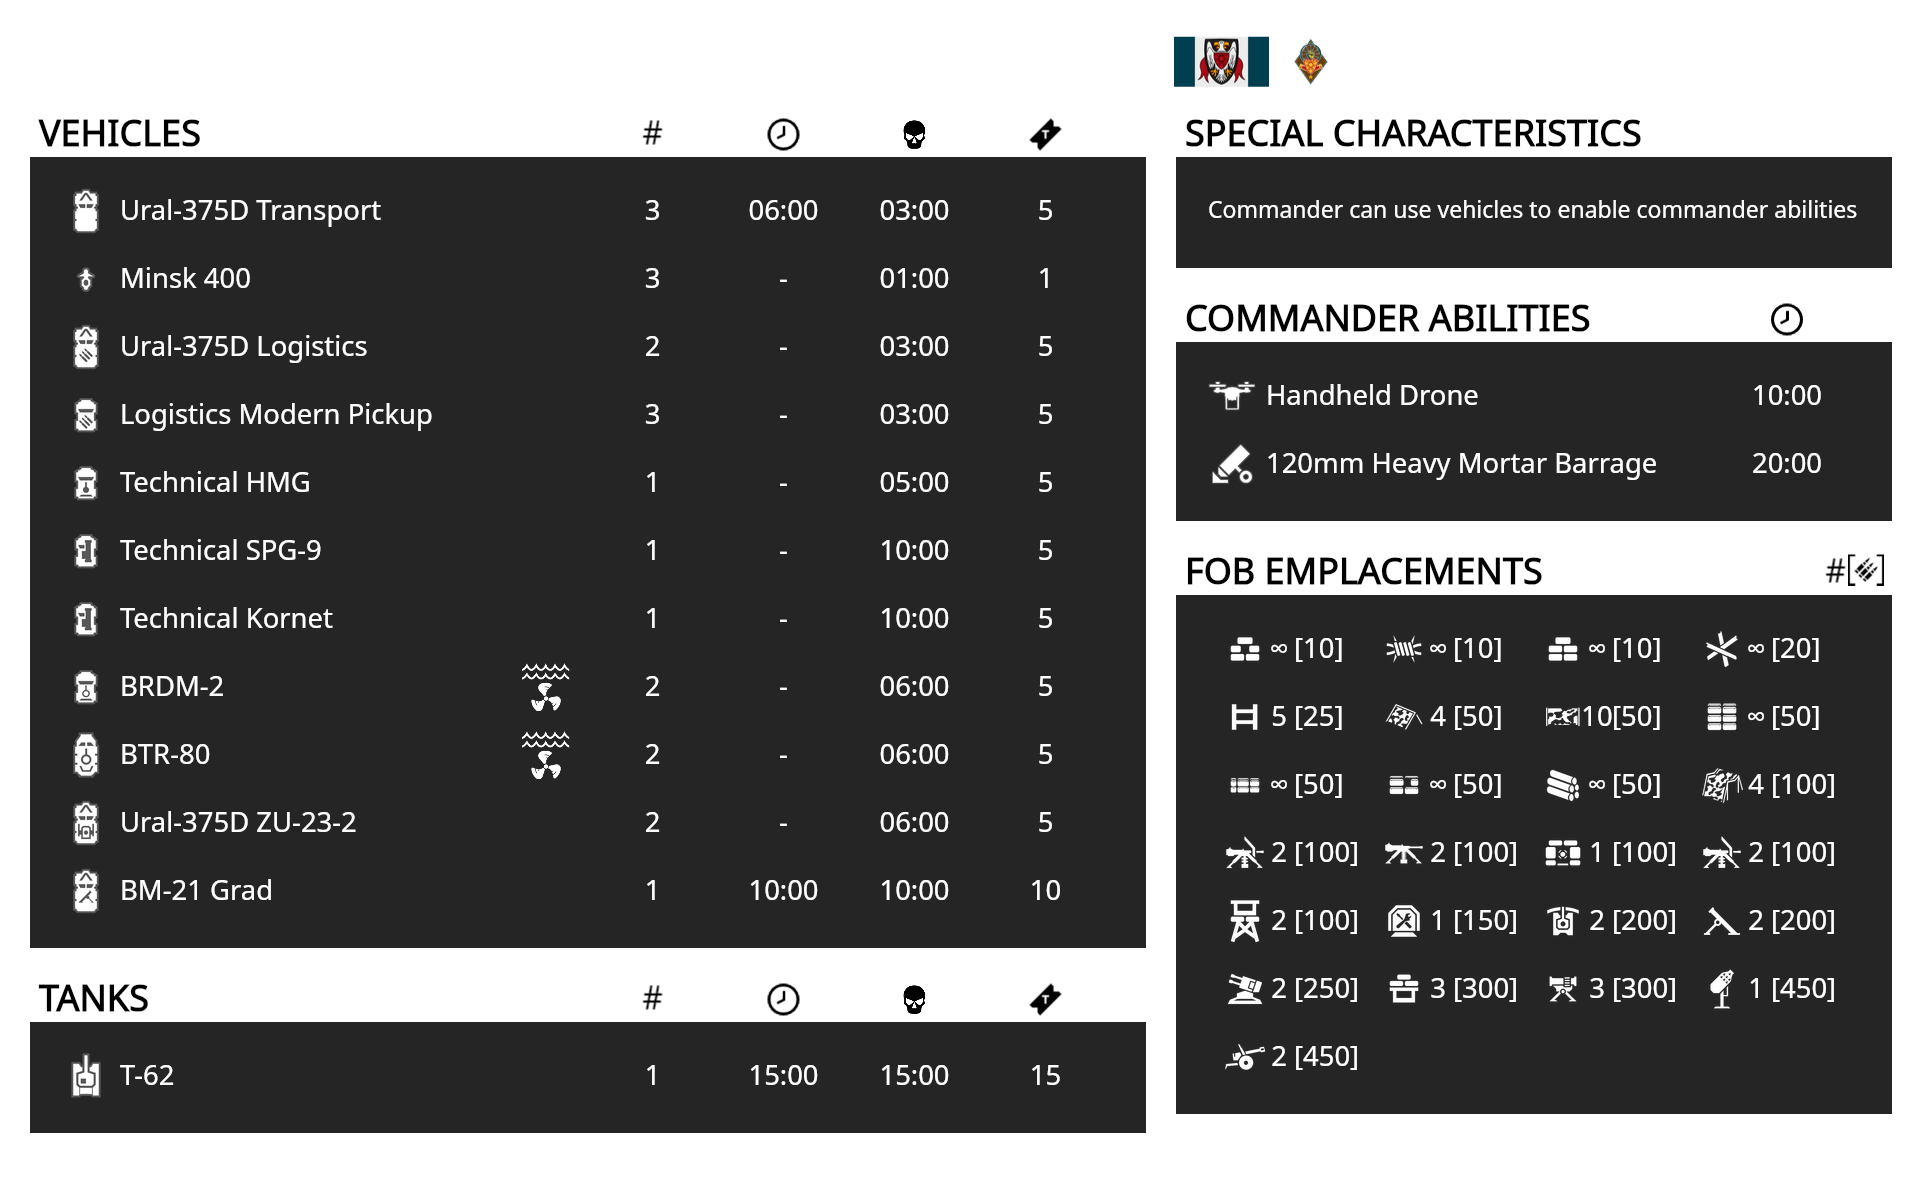 VEHICLES #
Ural-375D Transport 3 06:00 03:00 5
Minsk 400 3 - 01:00 1
Ural-375D Logistics 2 - 03:00 5
Logistics Modern Pickup 3 - 03:00 5
Technical HMG 1 - 05:00 5
Technical SPG-9 1 - 10:00 5
Technical Kornet 1 - 10:00 5
BRDM-2 2 - 06:00 5
BTR-80 2 - 06:00 5
Ural-375D ZU-23-2 2 - 06:00 5
BM-21 Grad 1 10:00 10:00 10
TANKS #
T-62 1 15:00 15:00 15
SPECIAL CHARACTERISTICS
Commander can use vehicles to enable commander abilities
COMMANDER ABILITIES
Handheld Drone 10:00
120mm Heavy Mortar Barrage 20:00
FOB EMPLACEMENTS #[]
∞ [10] ∞ [10] ∞ [10] ∞ [20]
5 [25] 4 [50] 10[50] ∞ [50]
∞ [50] ∞ [50] ∞ [50] 4 [100]
2 [100] 2 [100] 1 [100] 2 [100]
2 [100] 1 [150] 2 [200] 2 [200]
2 [250] 3 [300] 3 [300] 1 [450]
2 [450]